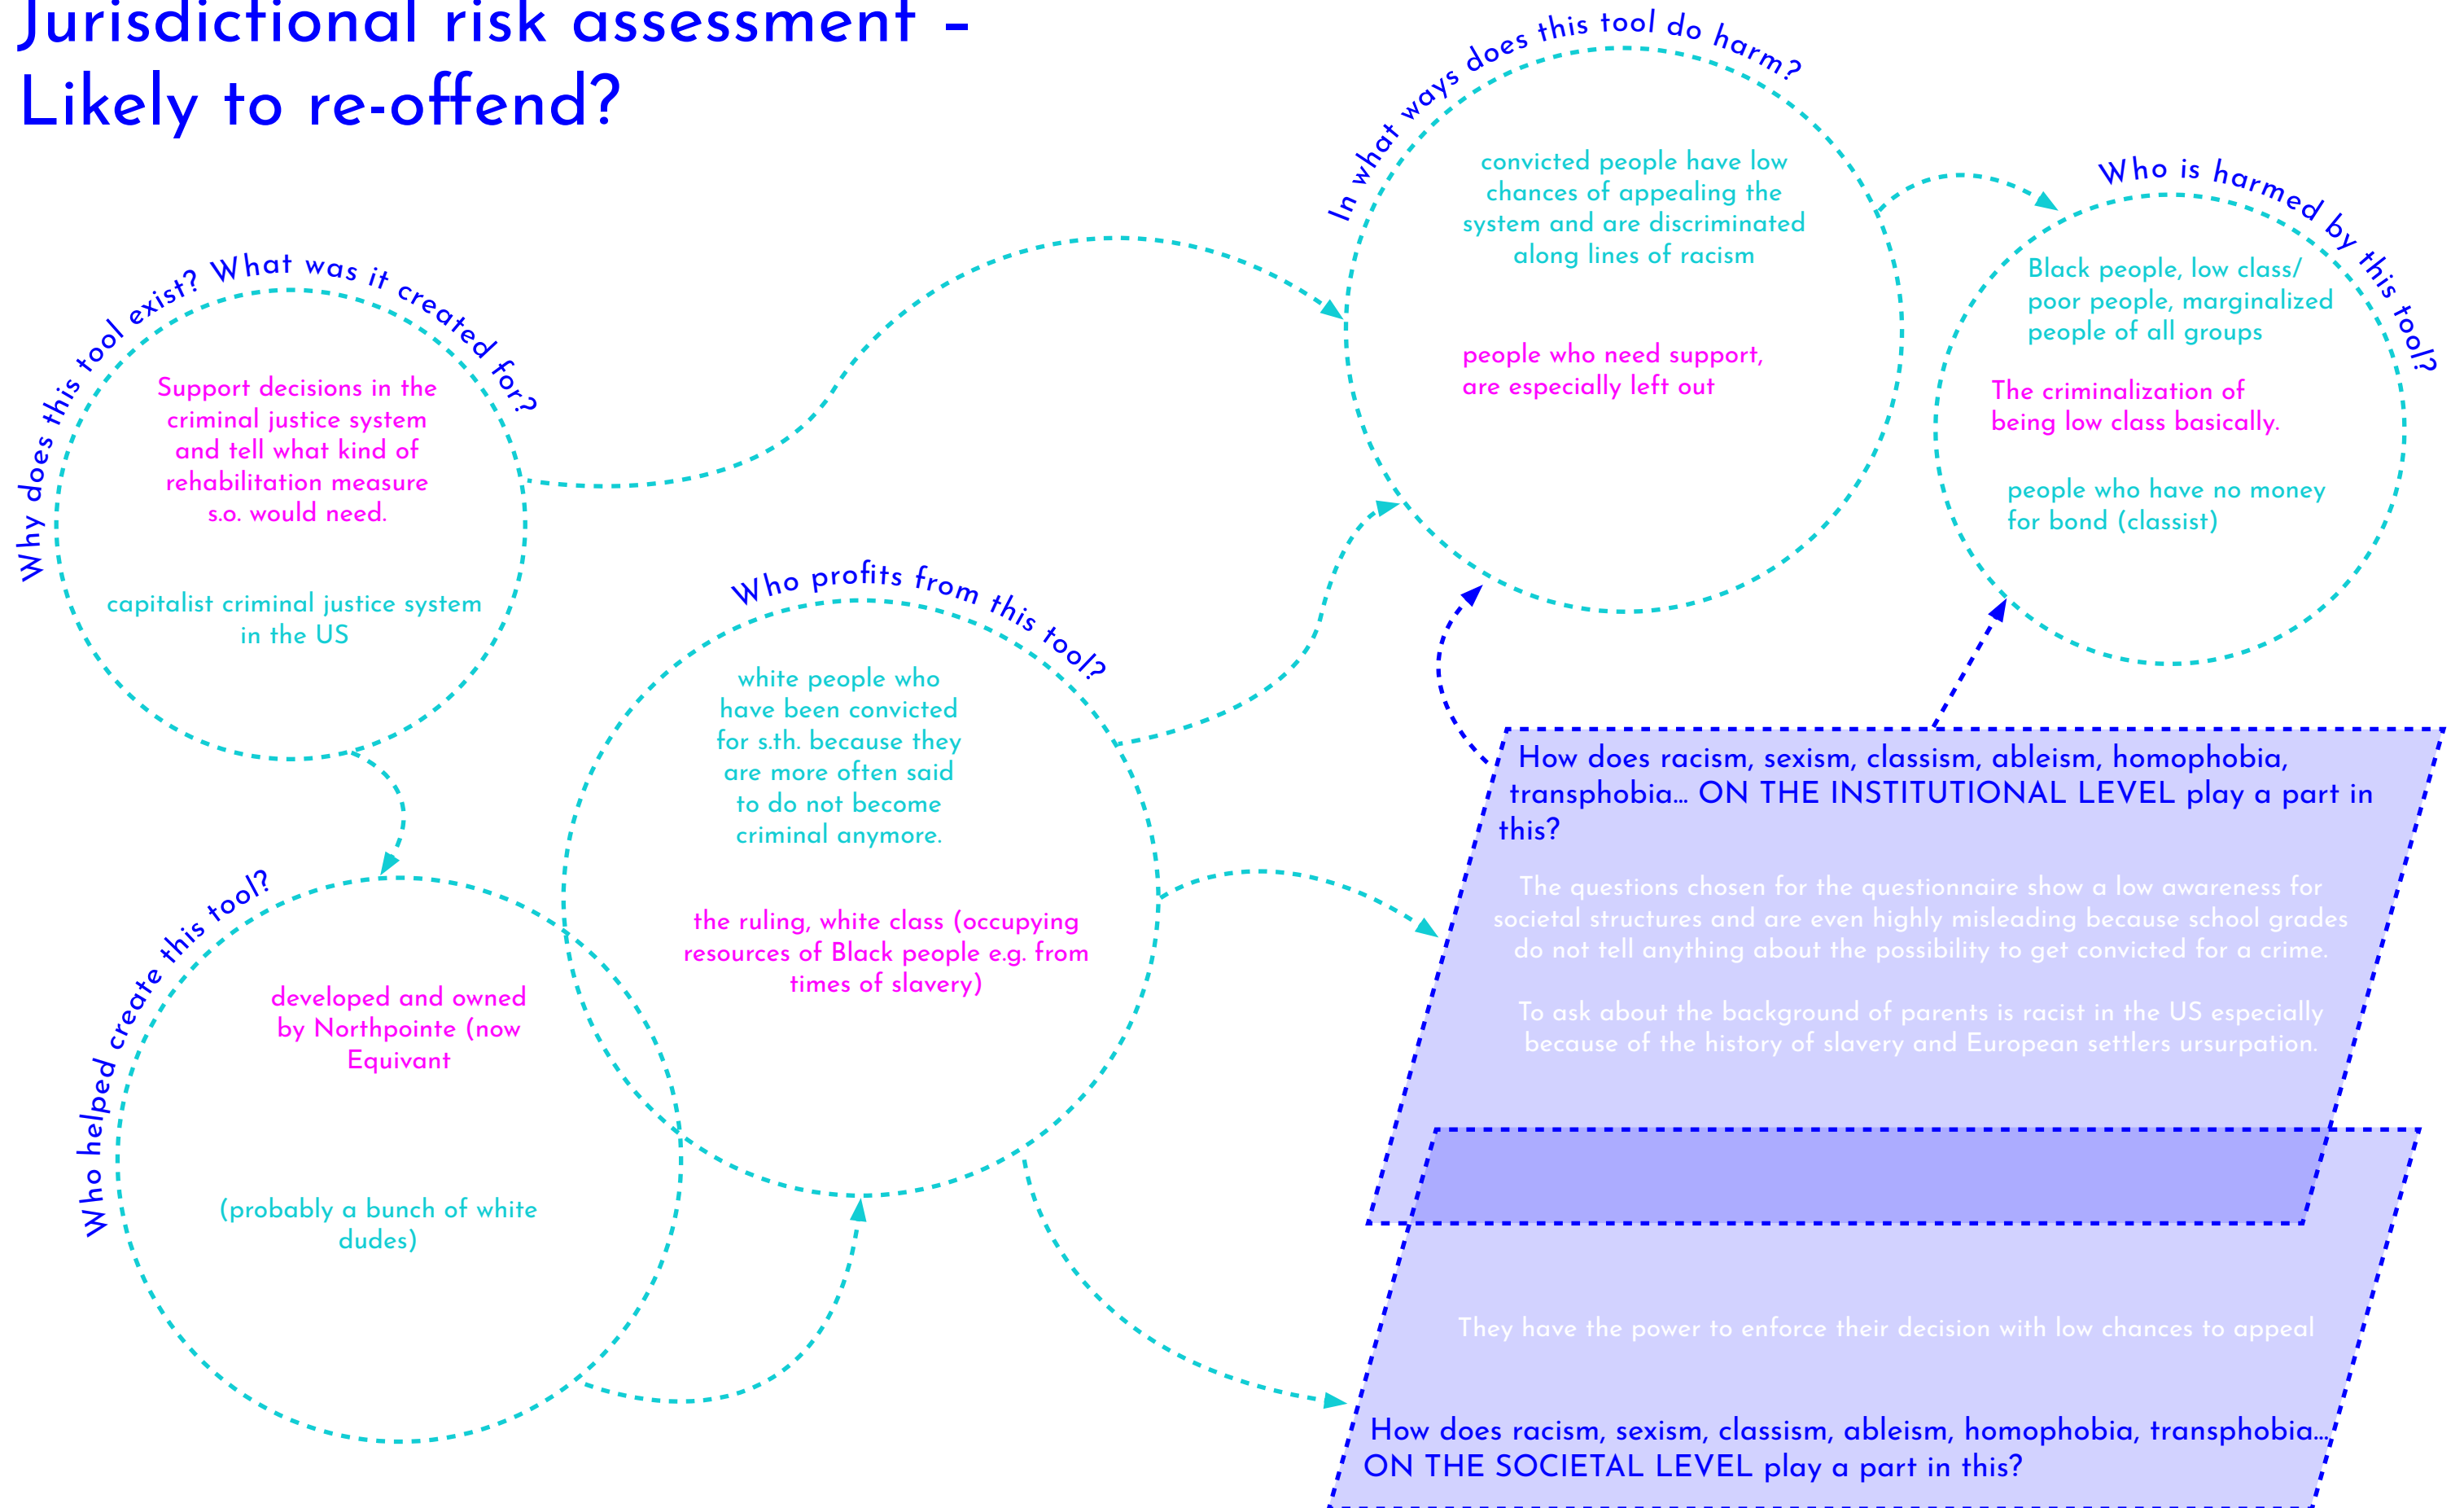 Jurisdictional risk assessment –
Likely to re-offend?
Why does this tool exist? What was it created for?
Support decisions in the
criminal justice system
and tell what kind of
rehabilitation measure
s.o. would need.
capitalist criminal justice system
in the US
Who helped create this tool?
developed and owned
by Northpointe (now
Equivant
(probably a bunch of white
dudes)
Who profits from this tool?
white people who
have been convicted
for s.th. because they
are more often said
to do not become
criminal anymore.
the ruling, white class (occupying
resources of Black people e.g. from
times of slavery)
In what ways does this tool do harm?
convicted people have low
chances of appealing the
system and are discriminated
along lines of racism
people who need support,
are especially left out
Who is harmed by this tool?
Black people, low class/
poor people, marginalized
people of all groups
The criminalization of
being low class basically.
people who have no money
for bond (classist)
How does racism, sexism, classism, ableism, homophobia,
transphobia... ON THE INSTITUTIONAL LEVEL play a part in
this?
The questions chosen for the questionnaire show a low awareness for
societal structures and are even highly misleading because school grades
do not tell anything about the possibility to get convicted for a crime.
To ask about the background of parents is racist in the US especially
because of the history of slavery and European settlers ursurpation.
They have the power to enforce their decision with low chances to appeal
How does racism, sexism, classism, ableism, homophobia, transphobia...
ON THE SOCIETAL LEVEL play a part in this?